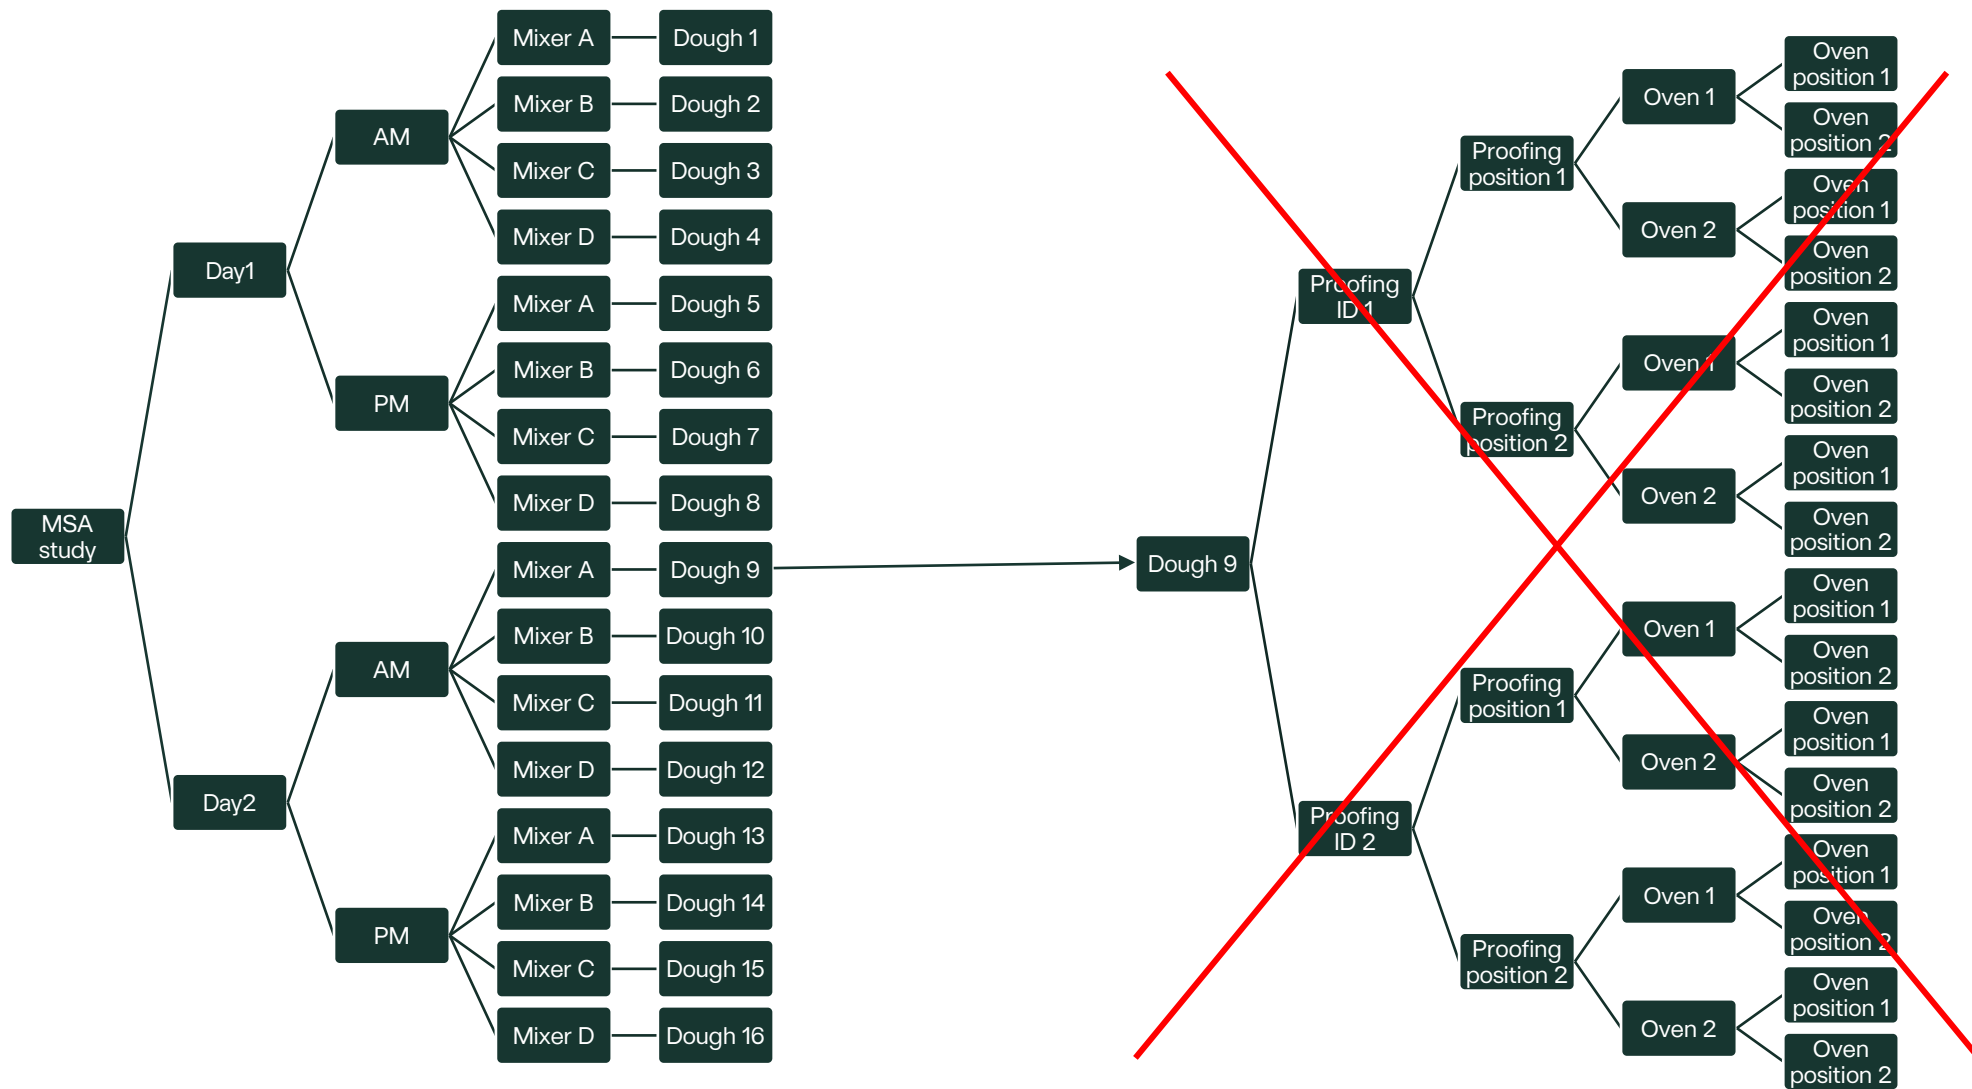 MSA
study
Day1
Day2
AM
PM
AM
PM
Mixer A
Dough 1
Mixer B
Dough 2
Mixer C
Dough 3
Mixer D
Dough 4
Mixer A
Dough 5
Mixer B
Dough 6
Mixer C
Dough 7
Mixer D
Dough 8
Mixer A
Dough 9
Mixer B
Dough 10
Mixer C
Dough 11
Mixer D
Dough 12
Mixer A
Dough 13
Mixer B
Dough 14
Mixer C
Dough 15
Mixer D
Dough 16
Dough 9
Proofing
ID 1
Proofing
ID 2
Proofing
position 1
Proofing
position 2
Proofing
position 1
Proofing
position 2
Oven 1
Oven 2
Oven 1
Oven 2
Oven 1
Oven 2
Oven 1
Oven 2
Oven
position 1
Oven
position 2
Oven
position 1
Oven
position 2
Oven
position 1
Oven
position 2
Oven
position 1
Oven
position 2
Oven
position 1
Oven
position 2
Oven
position 1
Oven
position 2
Oven
position 1
Oven
position 2
Oven
position 1
Oven
position 2